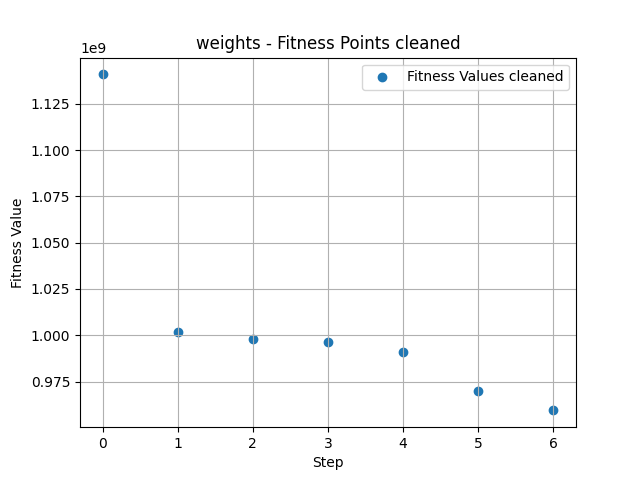 weights - Fitness Points cleaned
1e9
Fitness Values cleaned
1.125
1.100
1.075
1.050
1.025
1.000
0.975
Fitness Value
0 1 2 3 4 5 6
Step